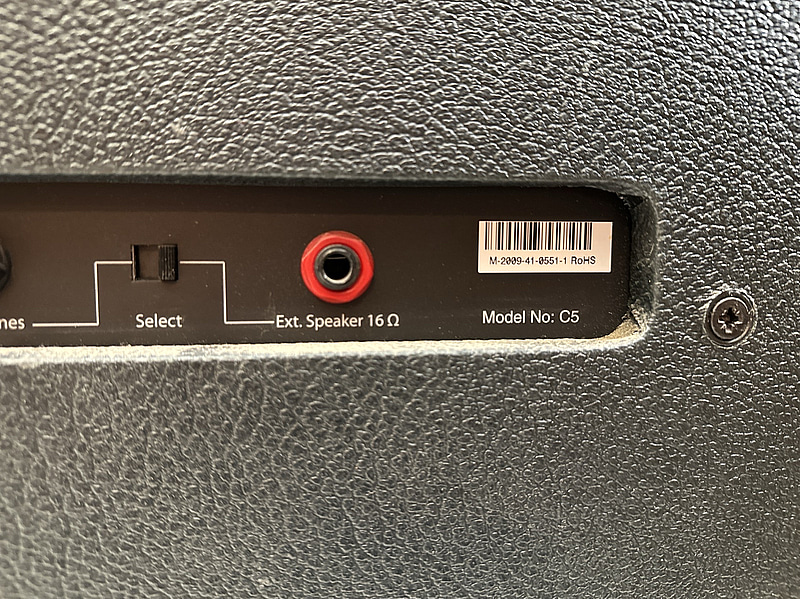 M-2009-41-0551-1 RoHS
nes
Select
Ext. Speaker 16 Ω
Model No: C5